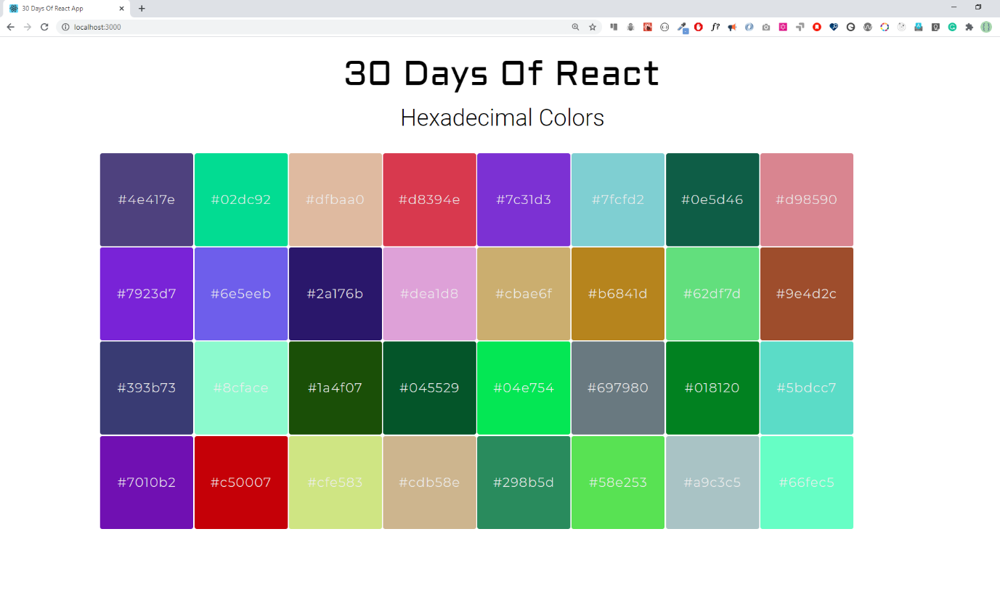 30 Days Of React App
localhost:3000
f?
30 Days Of React
Hexadecimal Colors
#4e417e #02dc92 #dfbaa0 #d8394e #7c31d3 #7fcfd2 #0e5d46 #d98590
#7923d7 #6e5eeb #2a176b #dea1d8 #cbae6f #b6841d #62df7d #9e4d2c
#393b73 #8cface #1a4f07 #045529 #04e754 #697980 #018120 #5bdcc7
#7010b2 #c50007 #cfe583 #cdb58e #298b5d #58e253 #a9c3c5 #66fec5